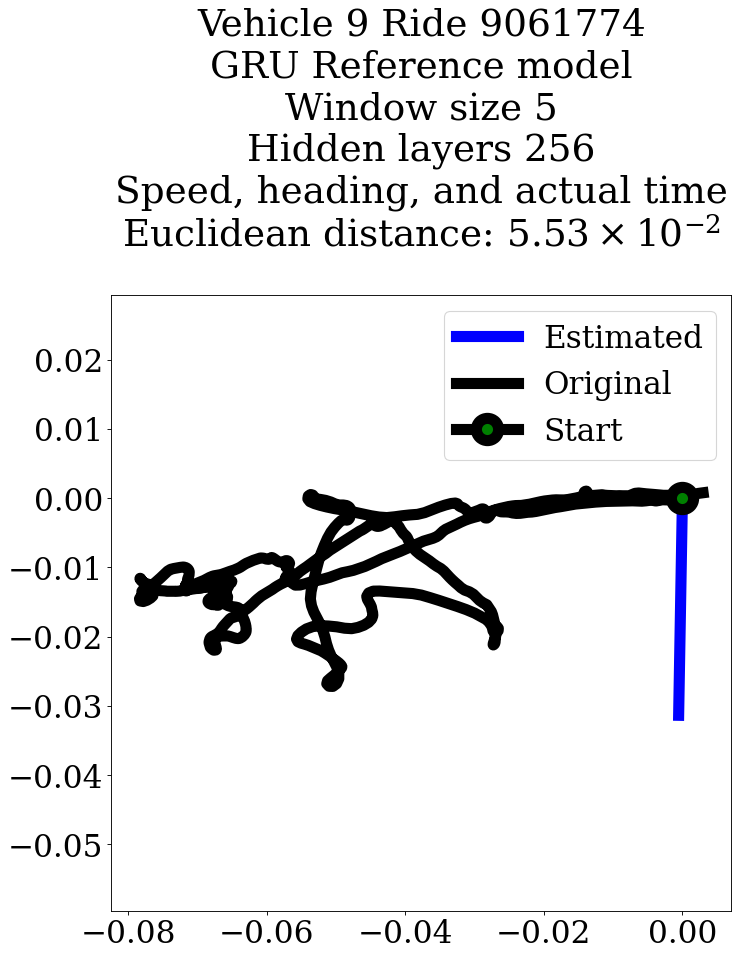 Vehicle 9 Ride 9061774
GRU Reference model
Window size 5
Hidden layers 256
Speed, heading, and actual time
Euclidean distance: 5.53 × 10⁻²
Estimated
Original
Start
0.02
0.01
0.00
−0.01
−0.02
−0.03
−0.04
−0.05
−0.08 −0.06 −0.04 −0.02 0.00